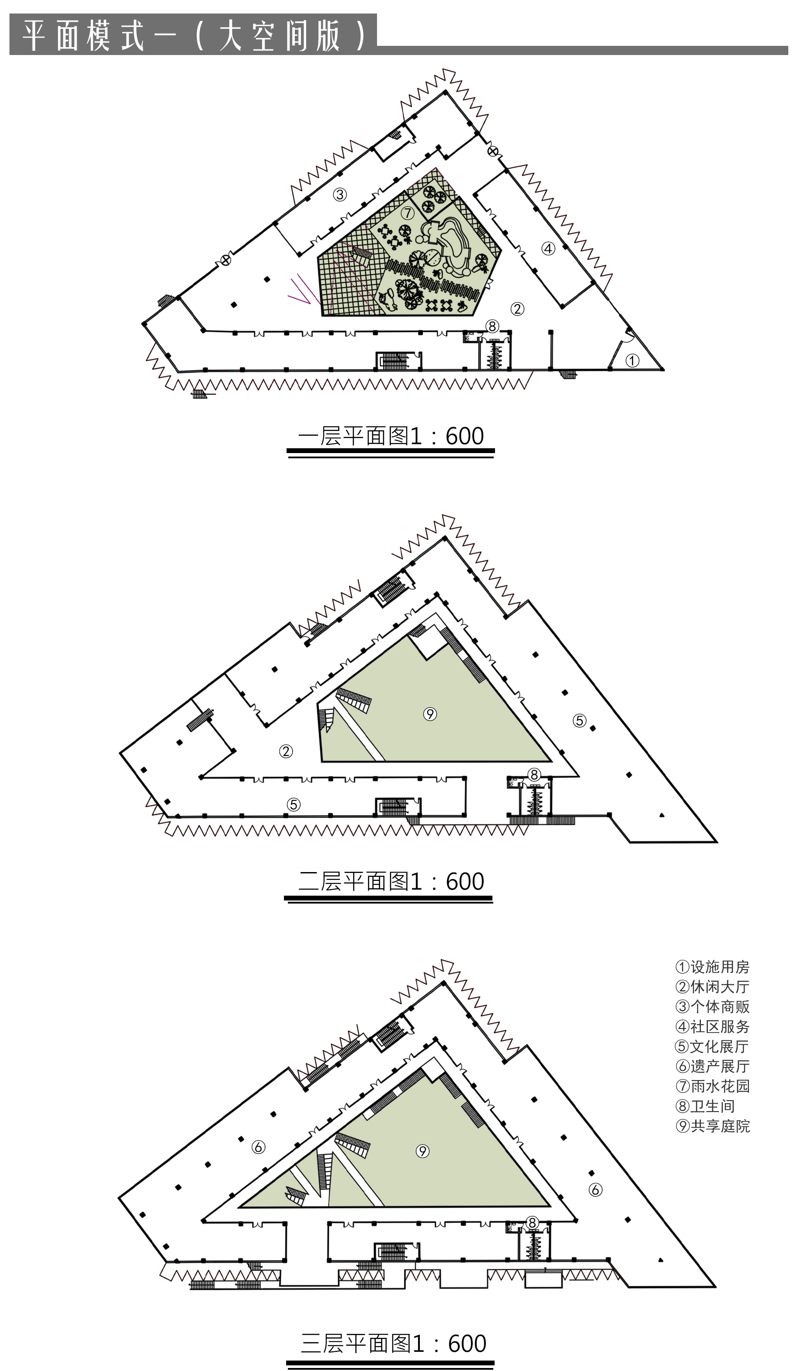 平面模式一（大空间版）
③
⑦
④
②
⑧
①
一层平面图1：600
⑨
⑤
②
⑧
⑤
二层平面图1：600
①设施用房
②休闲大厅
③个体商贩
④社区服务
⑤文化展厅
⑥遗产展厅
⑦雨水花园
⑧卫生间
⑨共享庭院
⑥
⑨
⑥
⑧
三层平面图1：600